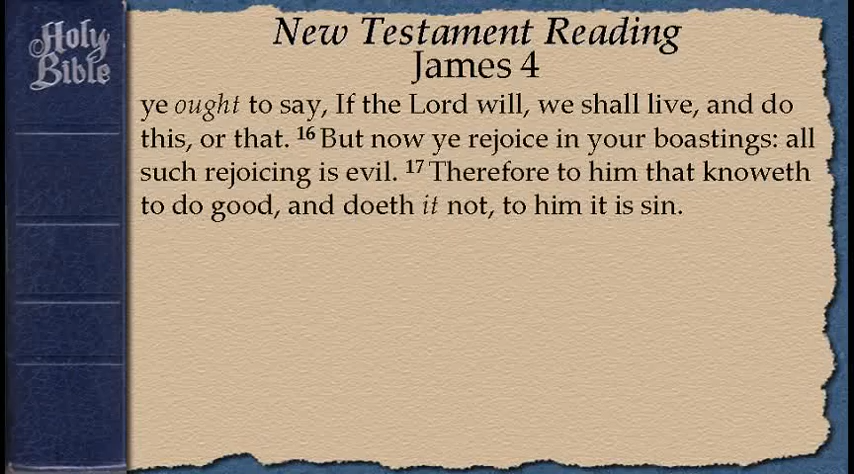 Holy
Bible
New Testament Reading
James 4
ye ought to say, If the Lord will, we shall live, and do
this, or that. 16 But now ye rejoice in your boastings: all
such rejoicing is evil. 17 Therefore to him that knoweth
to do good, and doeth it not, to him it is sin.